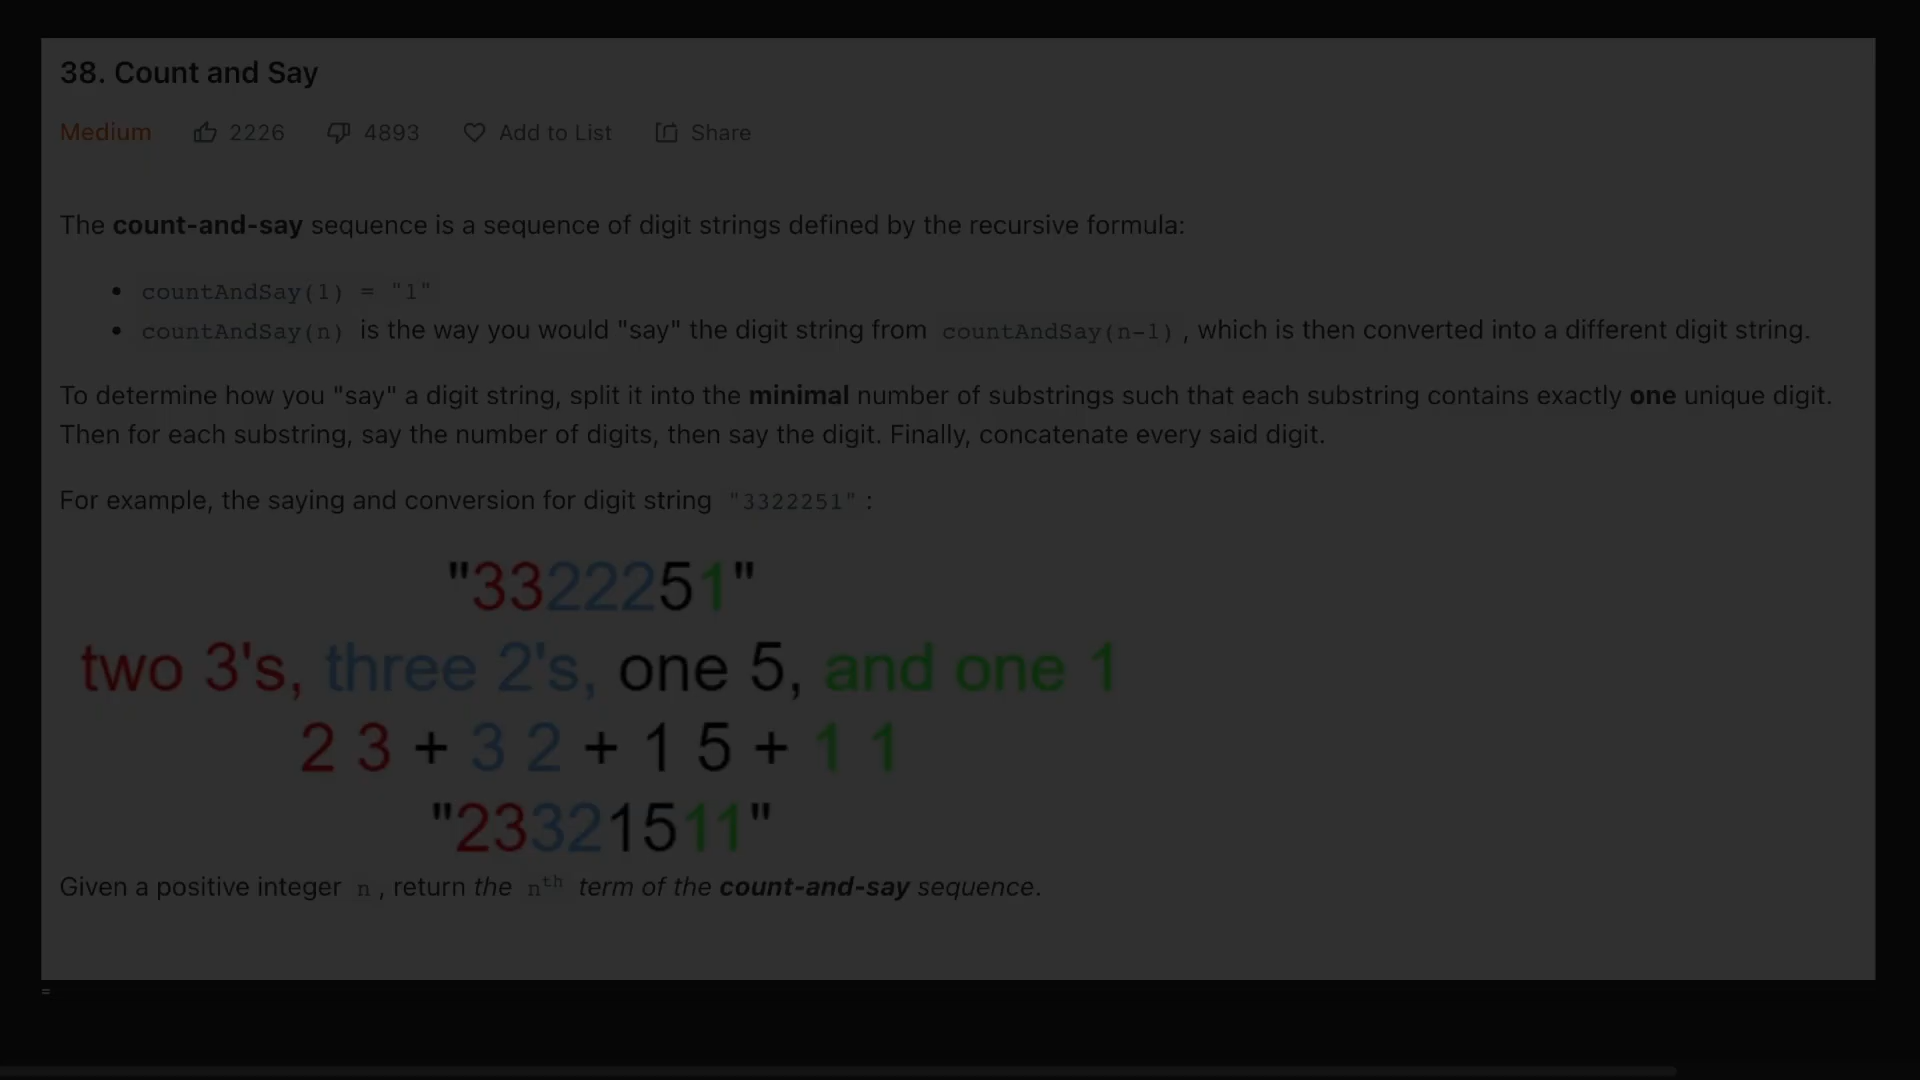 38. Count and Say
Medium 2226 4893 Add to List Share
The count-and-say sequence is a sequence of digit strings defined by the recursive formula:
• countAndSay(1) = "1"
• countAndSay(n) is the way you would "say" the digit string from countAndSay(n-1), which is then converted into a different digit string.
To determine how you "say" a digit string, split it into the minimal number of substrings such that each substring contains exactly one unique digit.
Then for each substring, say the number of digits, then say the digit. Finally, concatenate every said digit.
For example, the saying and conversion for digit string "3322251":
"3322251"
two 3's, three 2's, one 5, and one 1
2 3 + 3 2 + 1 5 + 1 1
"23321511"
Given a positive integer n, return the nth term of the count-and-say sequence.
=